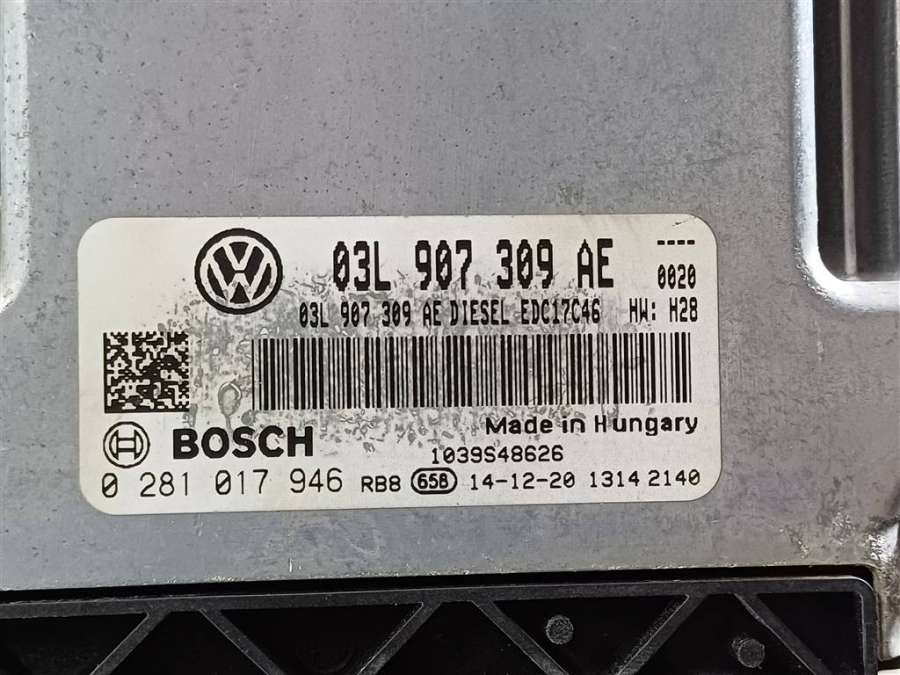 03L 907 309 AE ----
0020
03L 907 309 AE DIESEL EDC17C46 HW: H28
BOSCH
Made in Hungary
1039S48626
0 281 017 946 RB8 658 14-12-20 1314 2140